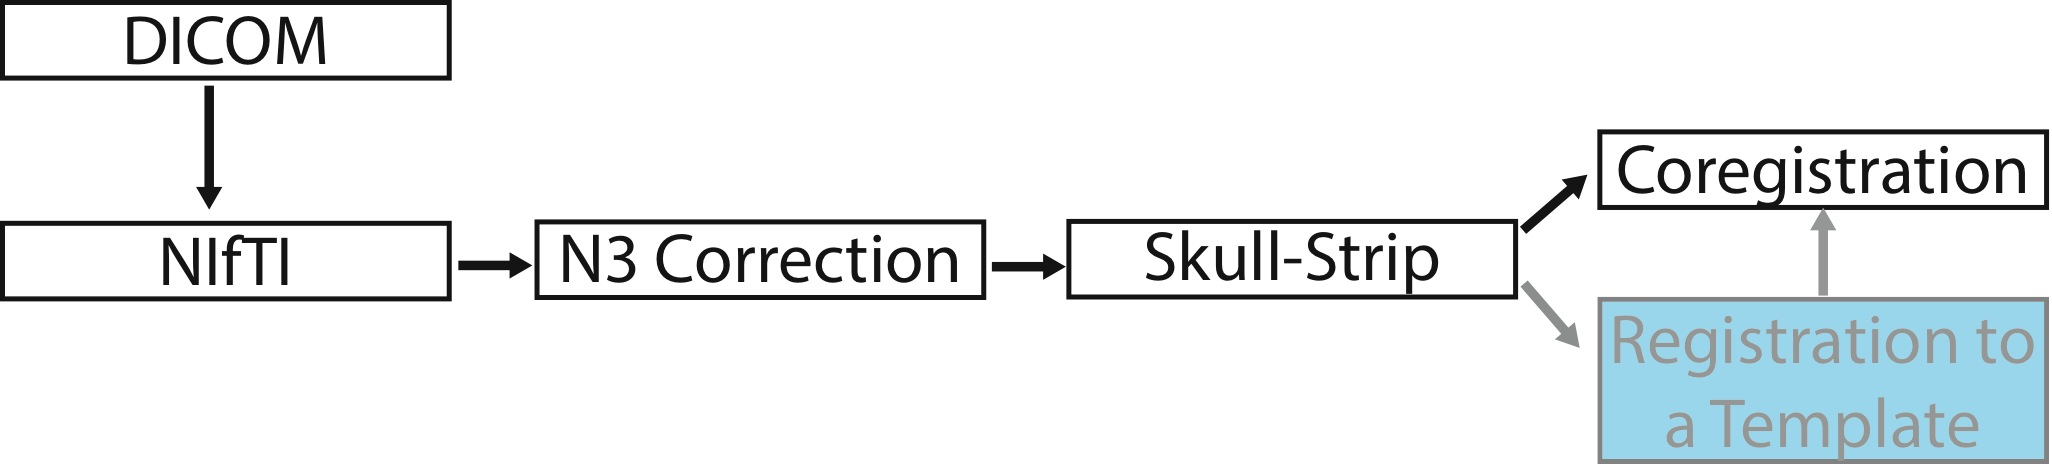 DICOM
NIfTI
N3 Correction
Skull-Strip
Coregistration
Registration to
a Template